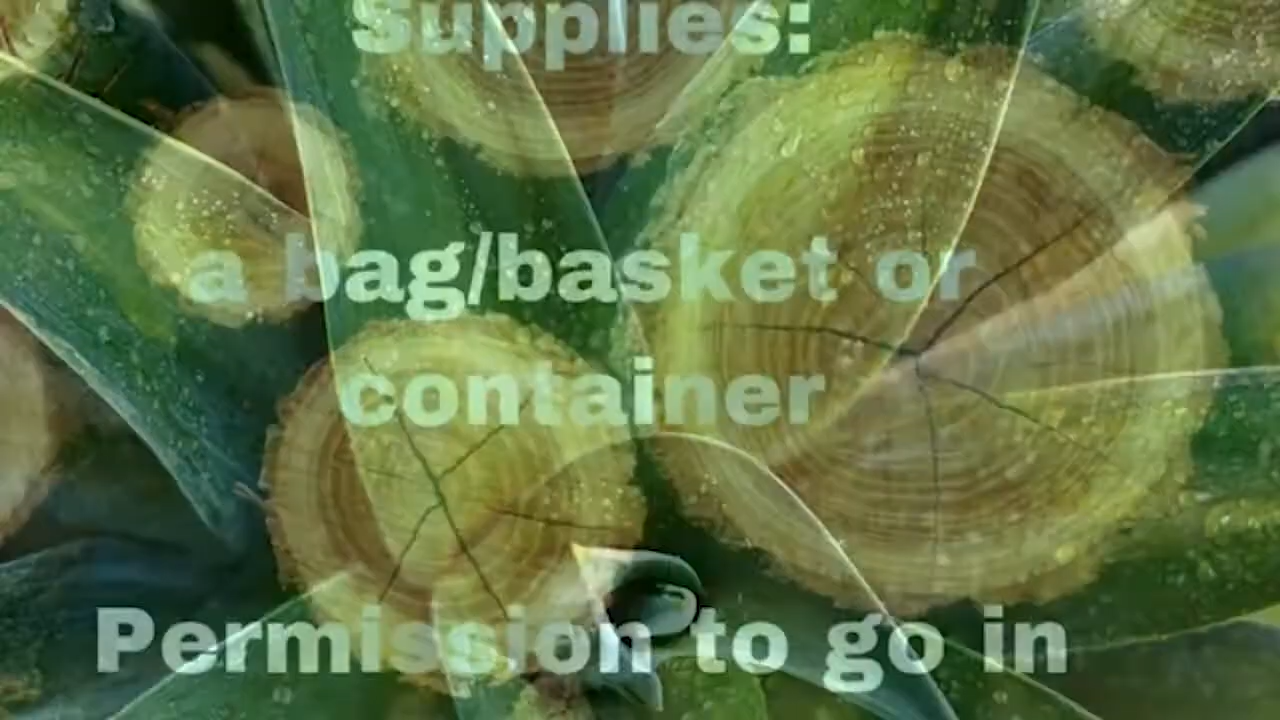 Supplies:
a bag/basket or
container
Permission to go in